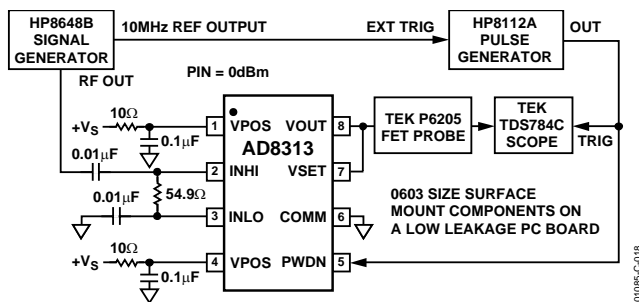 HP8648B
SIGNAL
GENERATOR
10MHz REF OUTPUT
EXT TRIG
HP8112A
PULSE
GENERATOR
OUT
RF OUT
PIN = 0dBm
10Ω
+VS
0.1μF
0.01μF
54.9Ω
0.01μF
10Ω
+VS
0.1μF
1 VPOS
VOUT 8
AD8313
2 INHI
VSET 7
3 INLO
COMM 6
4 VPOS
PWDN 5
TEK P6205
FET PROBE
TEK
TDS784C
SCOPE
TRIG
0603 SIZE SURFACE
MOUNT COMPONENTS ON
A LOW LEAKAGE PC BOARD
01085-C-018